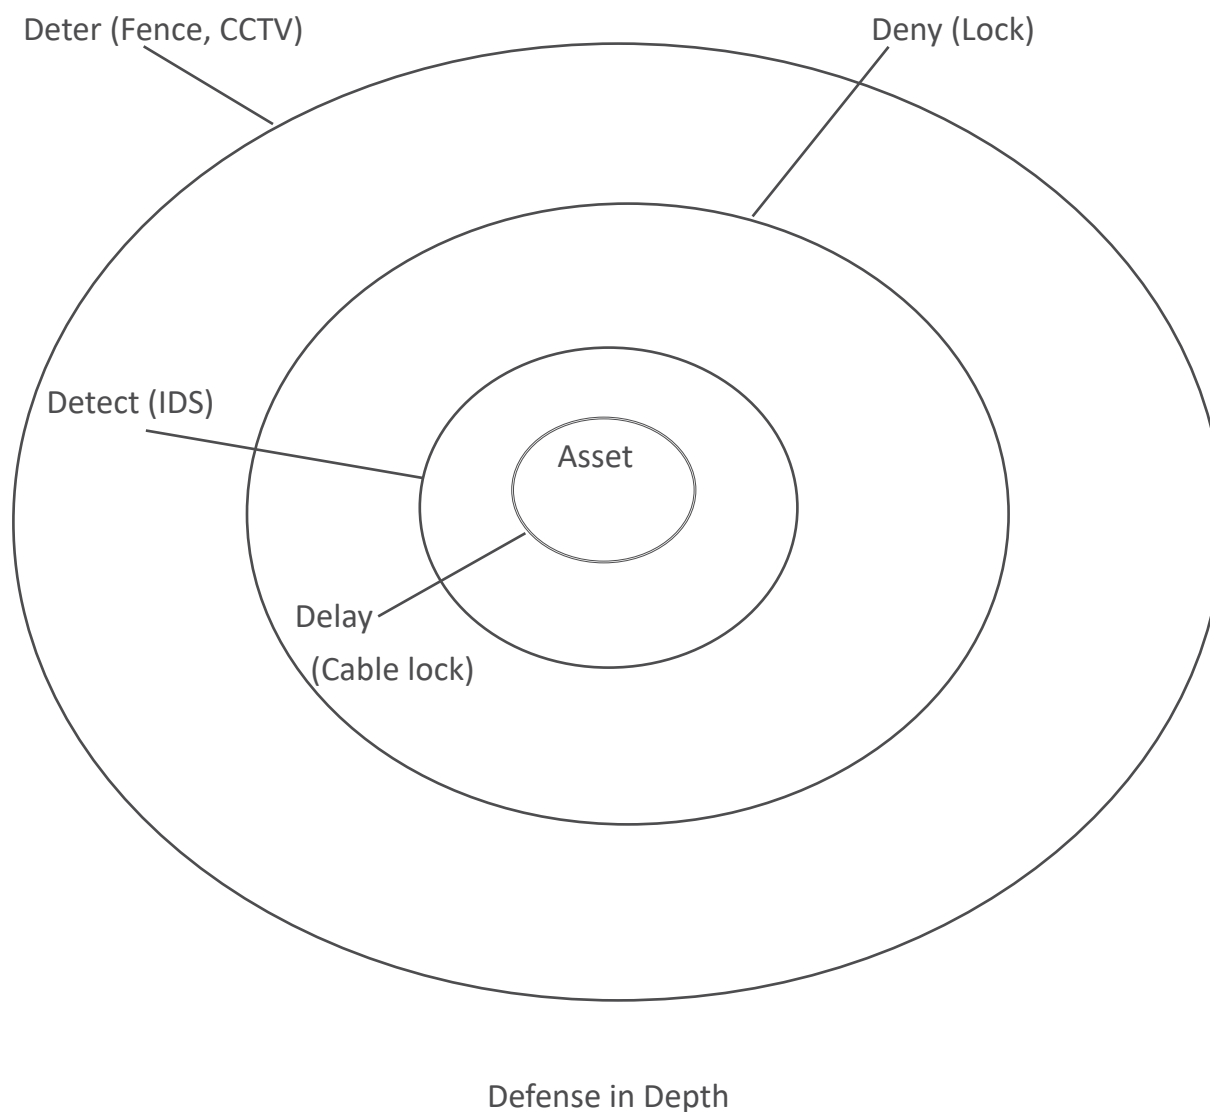 Deter (Fence, CCTV)
Deny (Lock)
Detect (IDS)
Asset
Delay
(Cable lock)
Defense in Depth